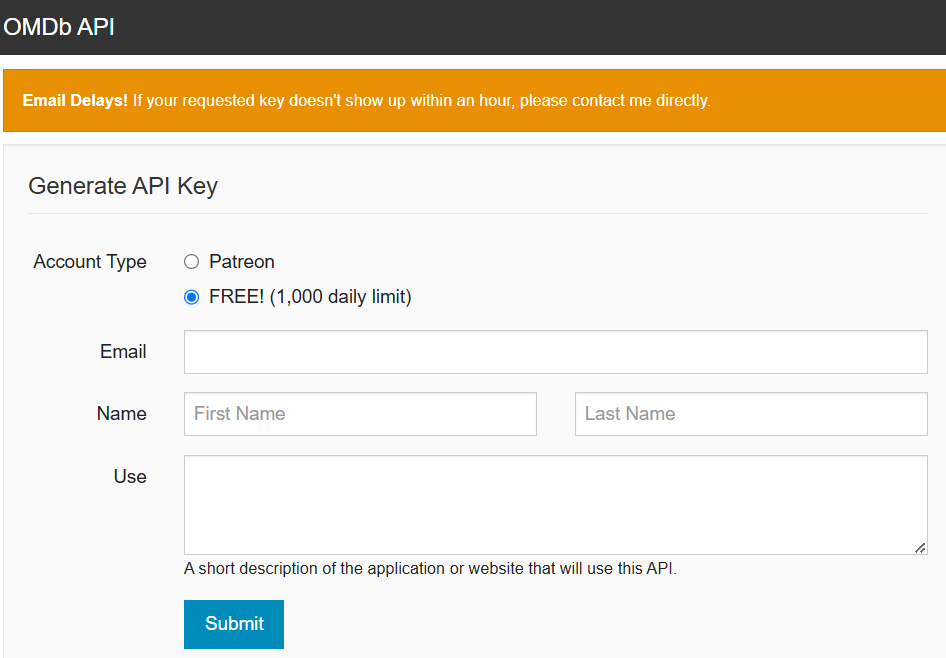 OMDb API
Email Delays! If your requested key doesn't show up within an hour, please contact me directly.
Generate API Key
Account Type
Patreon
FREE! (1,000 daily limit)
Email
Name
First Name
Last Name
Use
A short description of the application or website that will use this API.
Submit